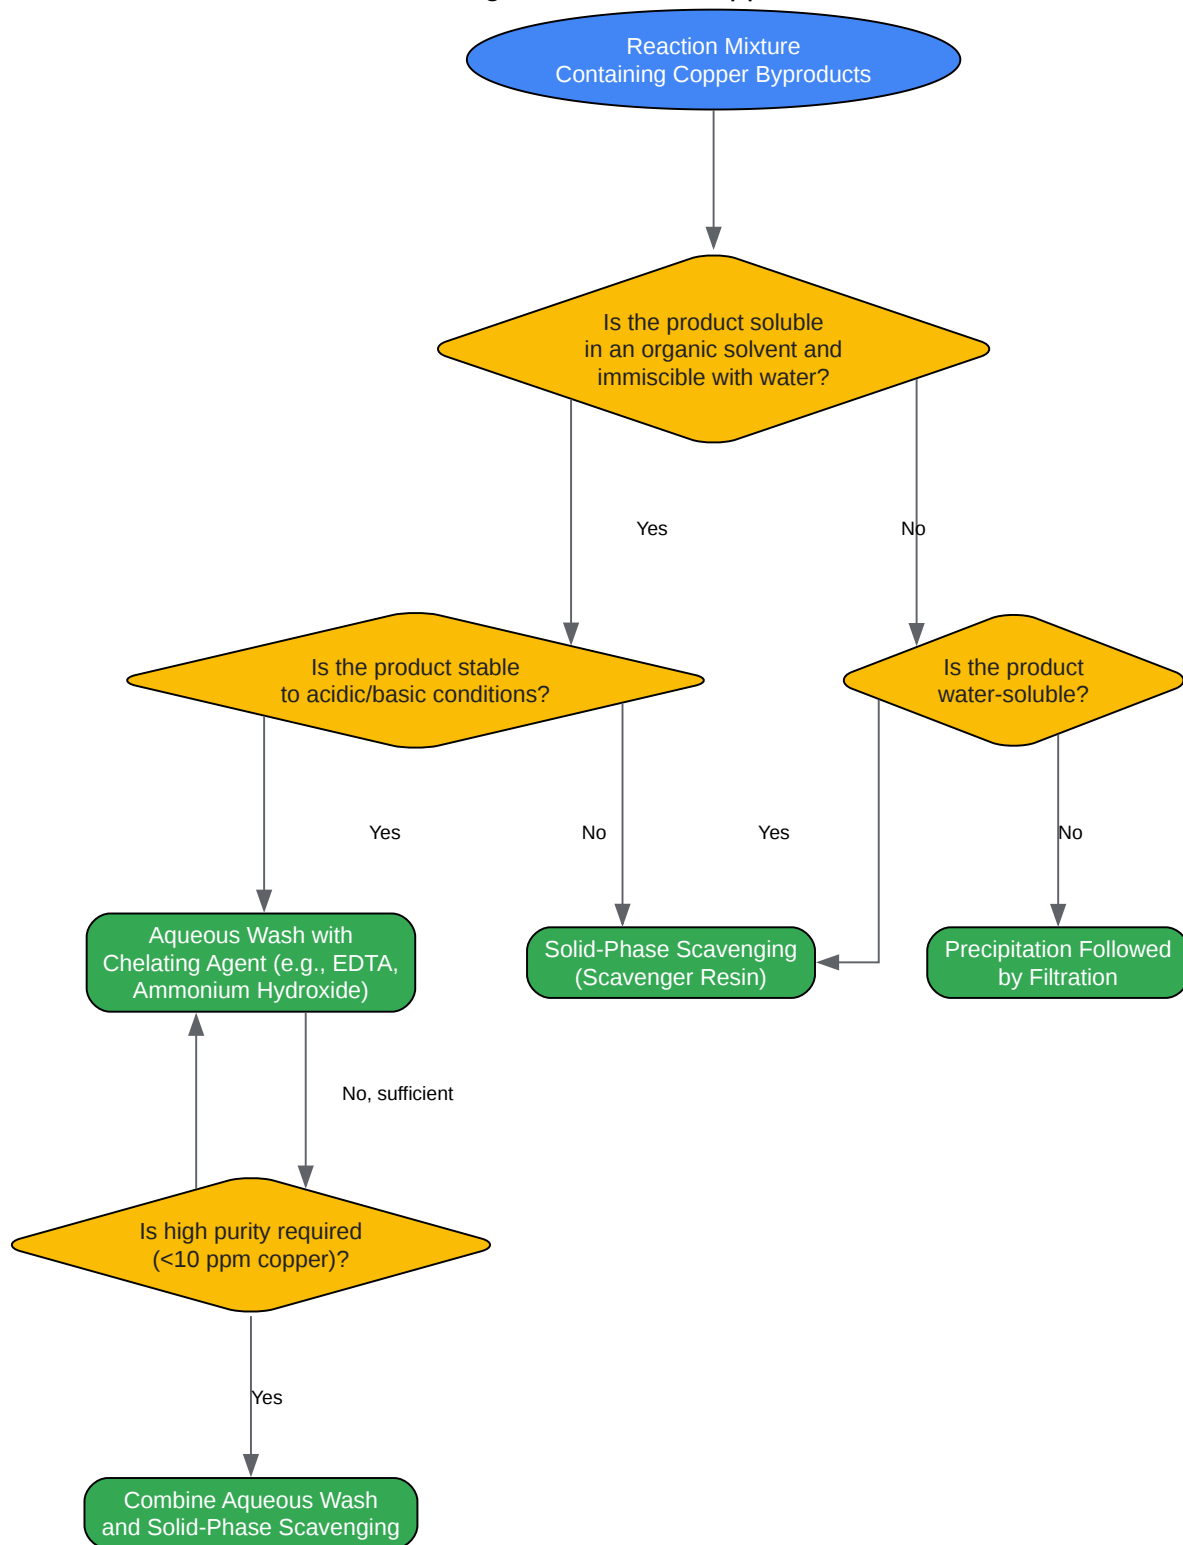 Reaction Mixture
Containing Copper Byproducts
Is the product soluble
in an organic solvent and
immiscible with water?
Yes
No
Is the product stable
to acidic/basic conditions?
Is the product
water-soluble?
Yes
No
Yes
No
Aqueous Wash with
Chelating Agent (e.g., EDTA,
Ammonium Hydroxide)
Solid-Phase Scavenging
(Scavenger Resin)
Precipitation Followed
by Filtration
No, sufficient
Is high purity required
(<10 ppm copper)?
Yes
Combine Aqueous Wash
and Solid-Phase Scavenging